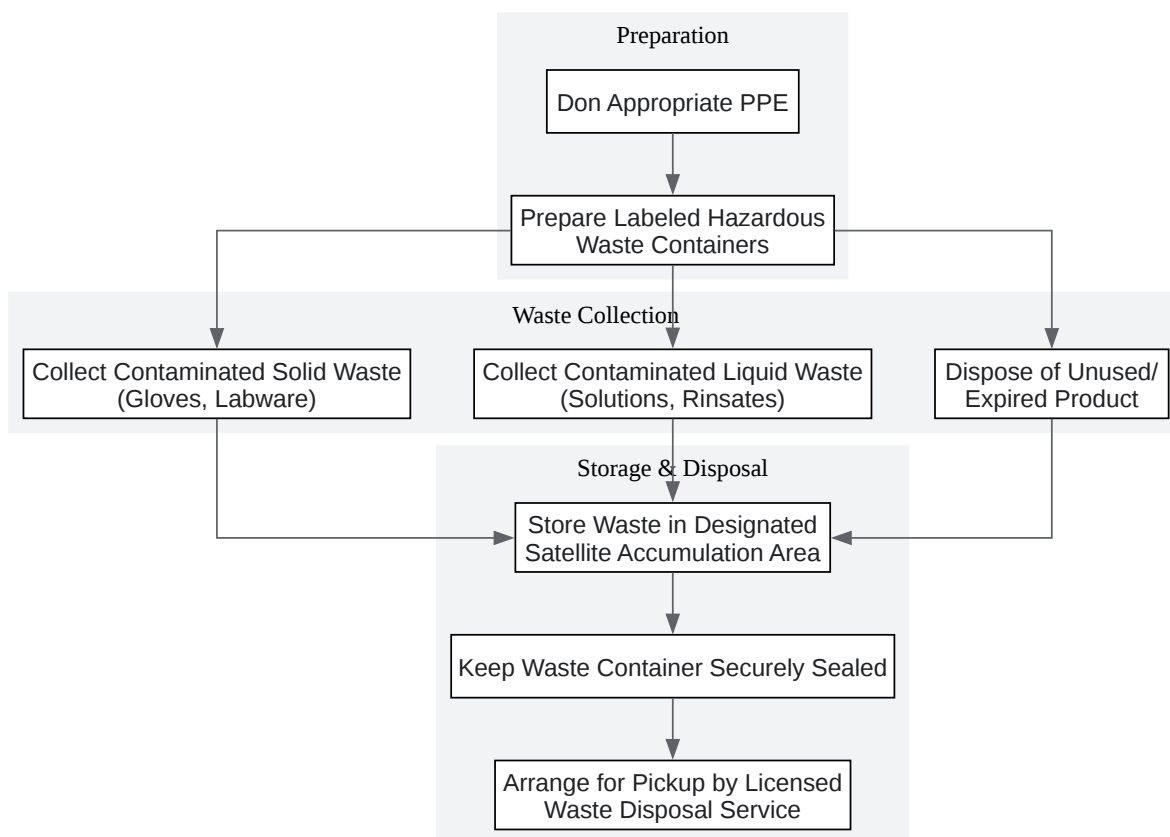 Preparation
Don Appropriate PPE
Prepare Labeled Hazardous
Waste Containers
Waste Collection
Collect Contaminated Solid Waste
(Gloves, Labware)
Collect Contaminated Liquid Waste
(Solutions, Rinsates)
Dispose of Unused/
Expired Product
Storage & Disposal
Store Waste in Designated
Satellite Accumulation Area
Keep Waste Container Securely Sealed
Arrange for Pickup by Licensed
Waste Disposal Service